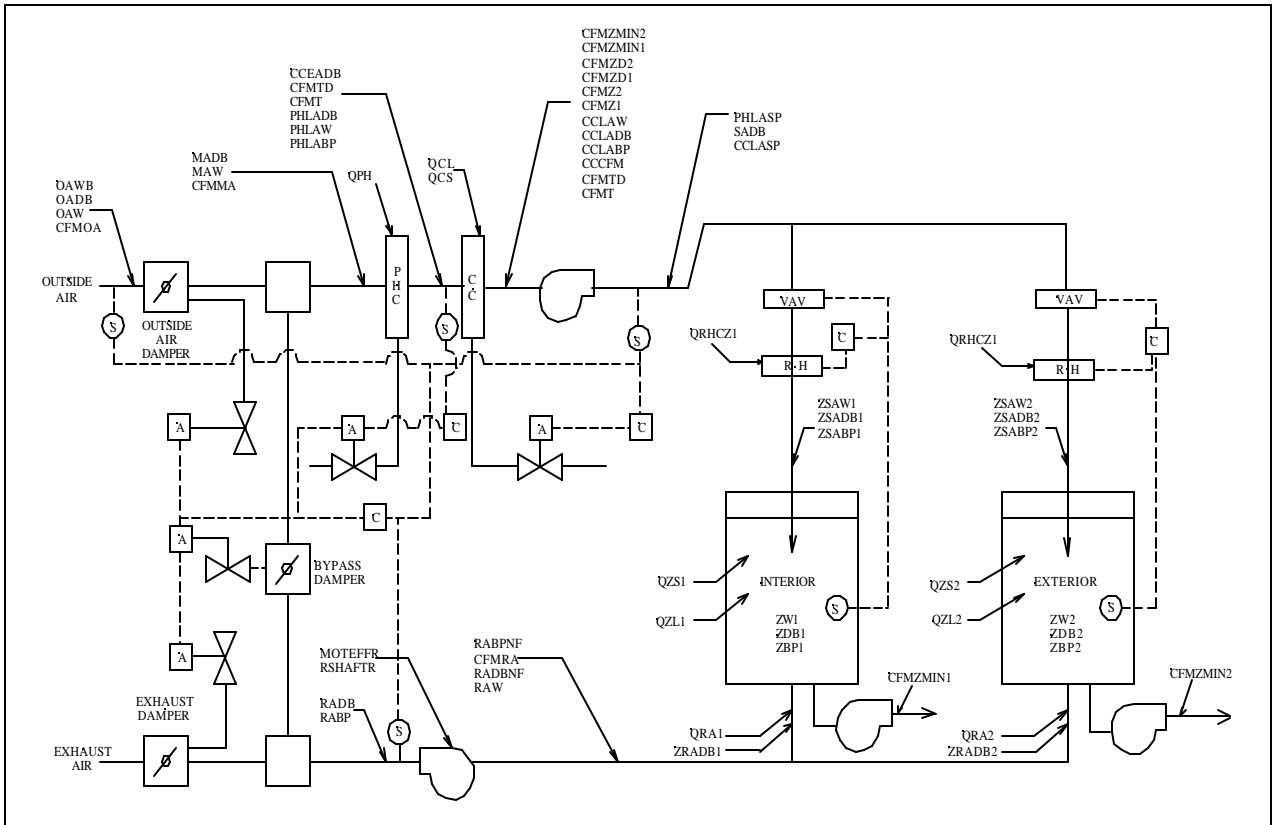 CFMZMIN2
CFMZMIN1
CFMZD2
CFMZD1
CFMZ2
CFMZ1
CCLAW
CCLADB
CCLABP
CCCFM
CFMTD
CFMT
CCEADB
CFMTD
CFMT
PHLADB
PHLAW
PHLABP
PHLASP
SADB
CCLASP
MADB
MAW
CFMMA
QPH
QCL
QCS
OAWB
OADB
OAW
CFMOA
OUTSIDE
AIR
OUTSIDE
AIR
DAMPER
P
H
C
C
C
S
S
S
VAV
VAV
QRHCZ1
C
R H
QRHCZ1
C
R H
ZSAW1
ZSADB1
ZSABP1
ZSAW2
ZSADB2
ZSABP2
A
A
C
A
C
C
A
BYPASS
DAMPER
QZS1
INTERIOR
QZL1
S
ZW1
ZDB1
ZBP1
QZS2
EXTERIOR
QZL2
S
ZW2
ZDB2
ZBP2
A
MOTEFFR
RSHAFTR
RABPNF
CFMRA
RADBNF
RAW
CFMZMIN1
CFMZMIN2
EXHAUST
DAMPER
RADB
RABP
S
QRA1
ZRADB1
QRA2
ZRADB2
EXHAUST
AIR